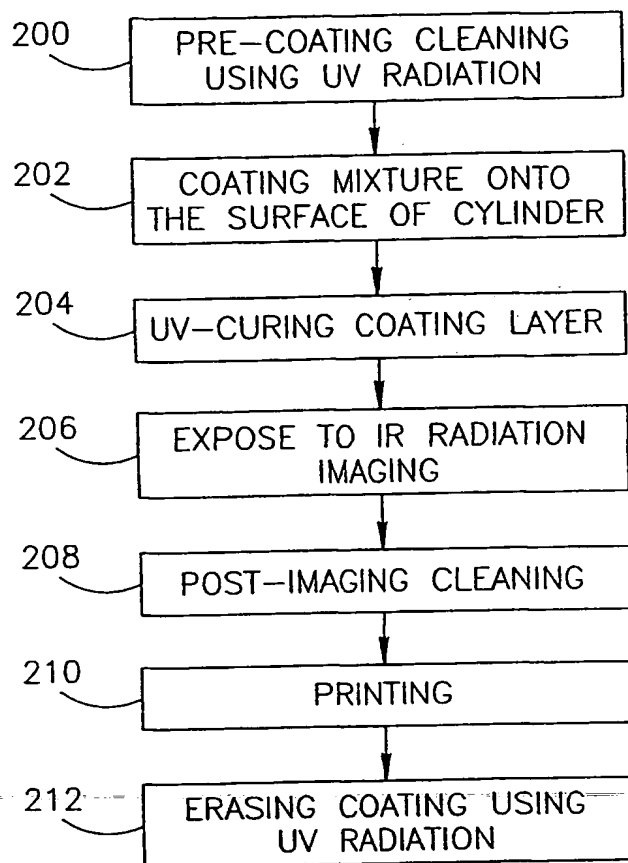 200
PRE-COATING CLEANING
USING UV RADIATION
202
COATING MIXTURE ONTO
THE SURFACE OF CYLINDER
204
UV-CURING COATING LAYER
206
EXPOSE TO IR RADIATION
IMAGING
208
POST-IMAGING CLEANING
210
PRINTING
212
ERASING COATING USING
UV RADIATION